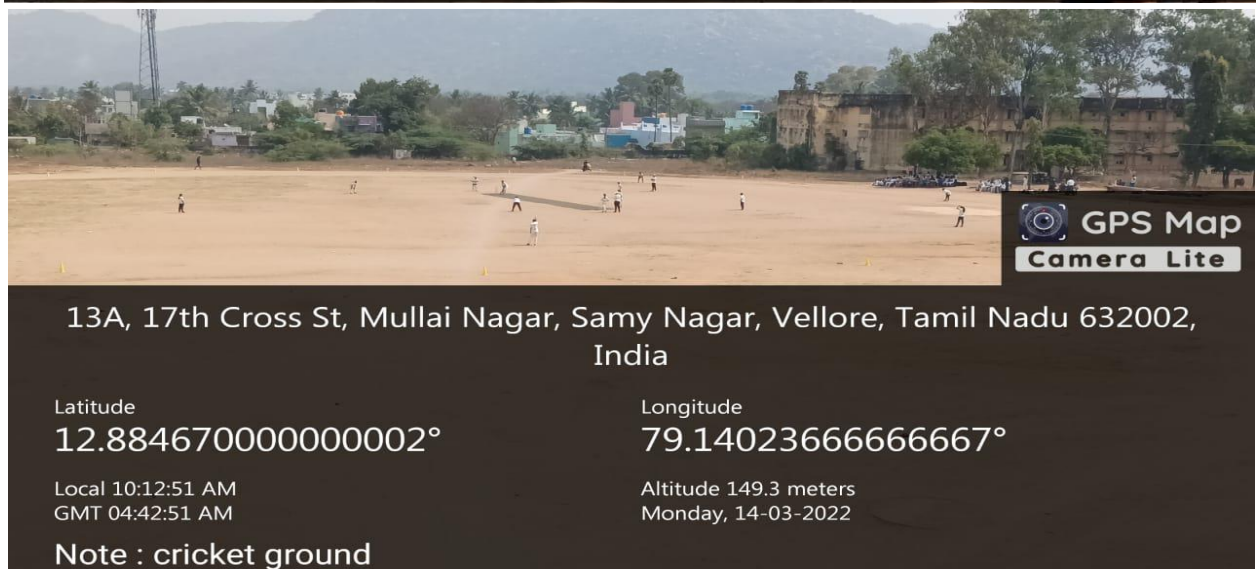 GPS Map
Camera Lite
13A, 17th Cross St, Mullai Nagar, Samy Nagar, Vellore, Tamil Nadu 632002,
India
Latitude
12.884670000000002°
Longitude
79.14023666666667°
Local 10:12:51 AM
GMT 04:42:51 AM
Altitude 149.3 meters
Monday, 14-03-2022
Note : cricket ground